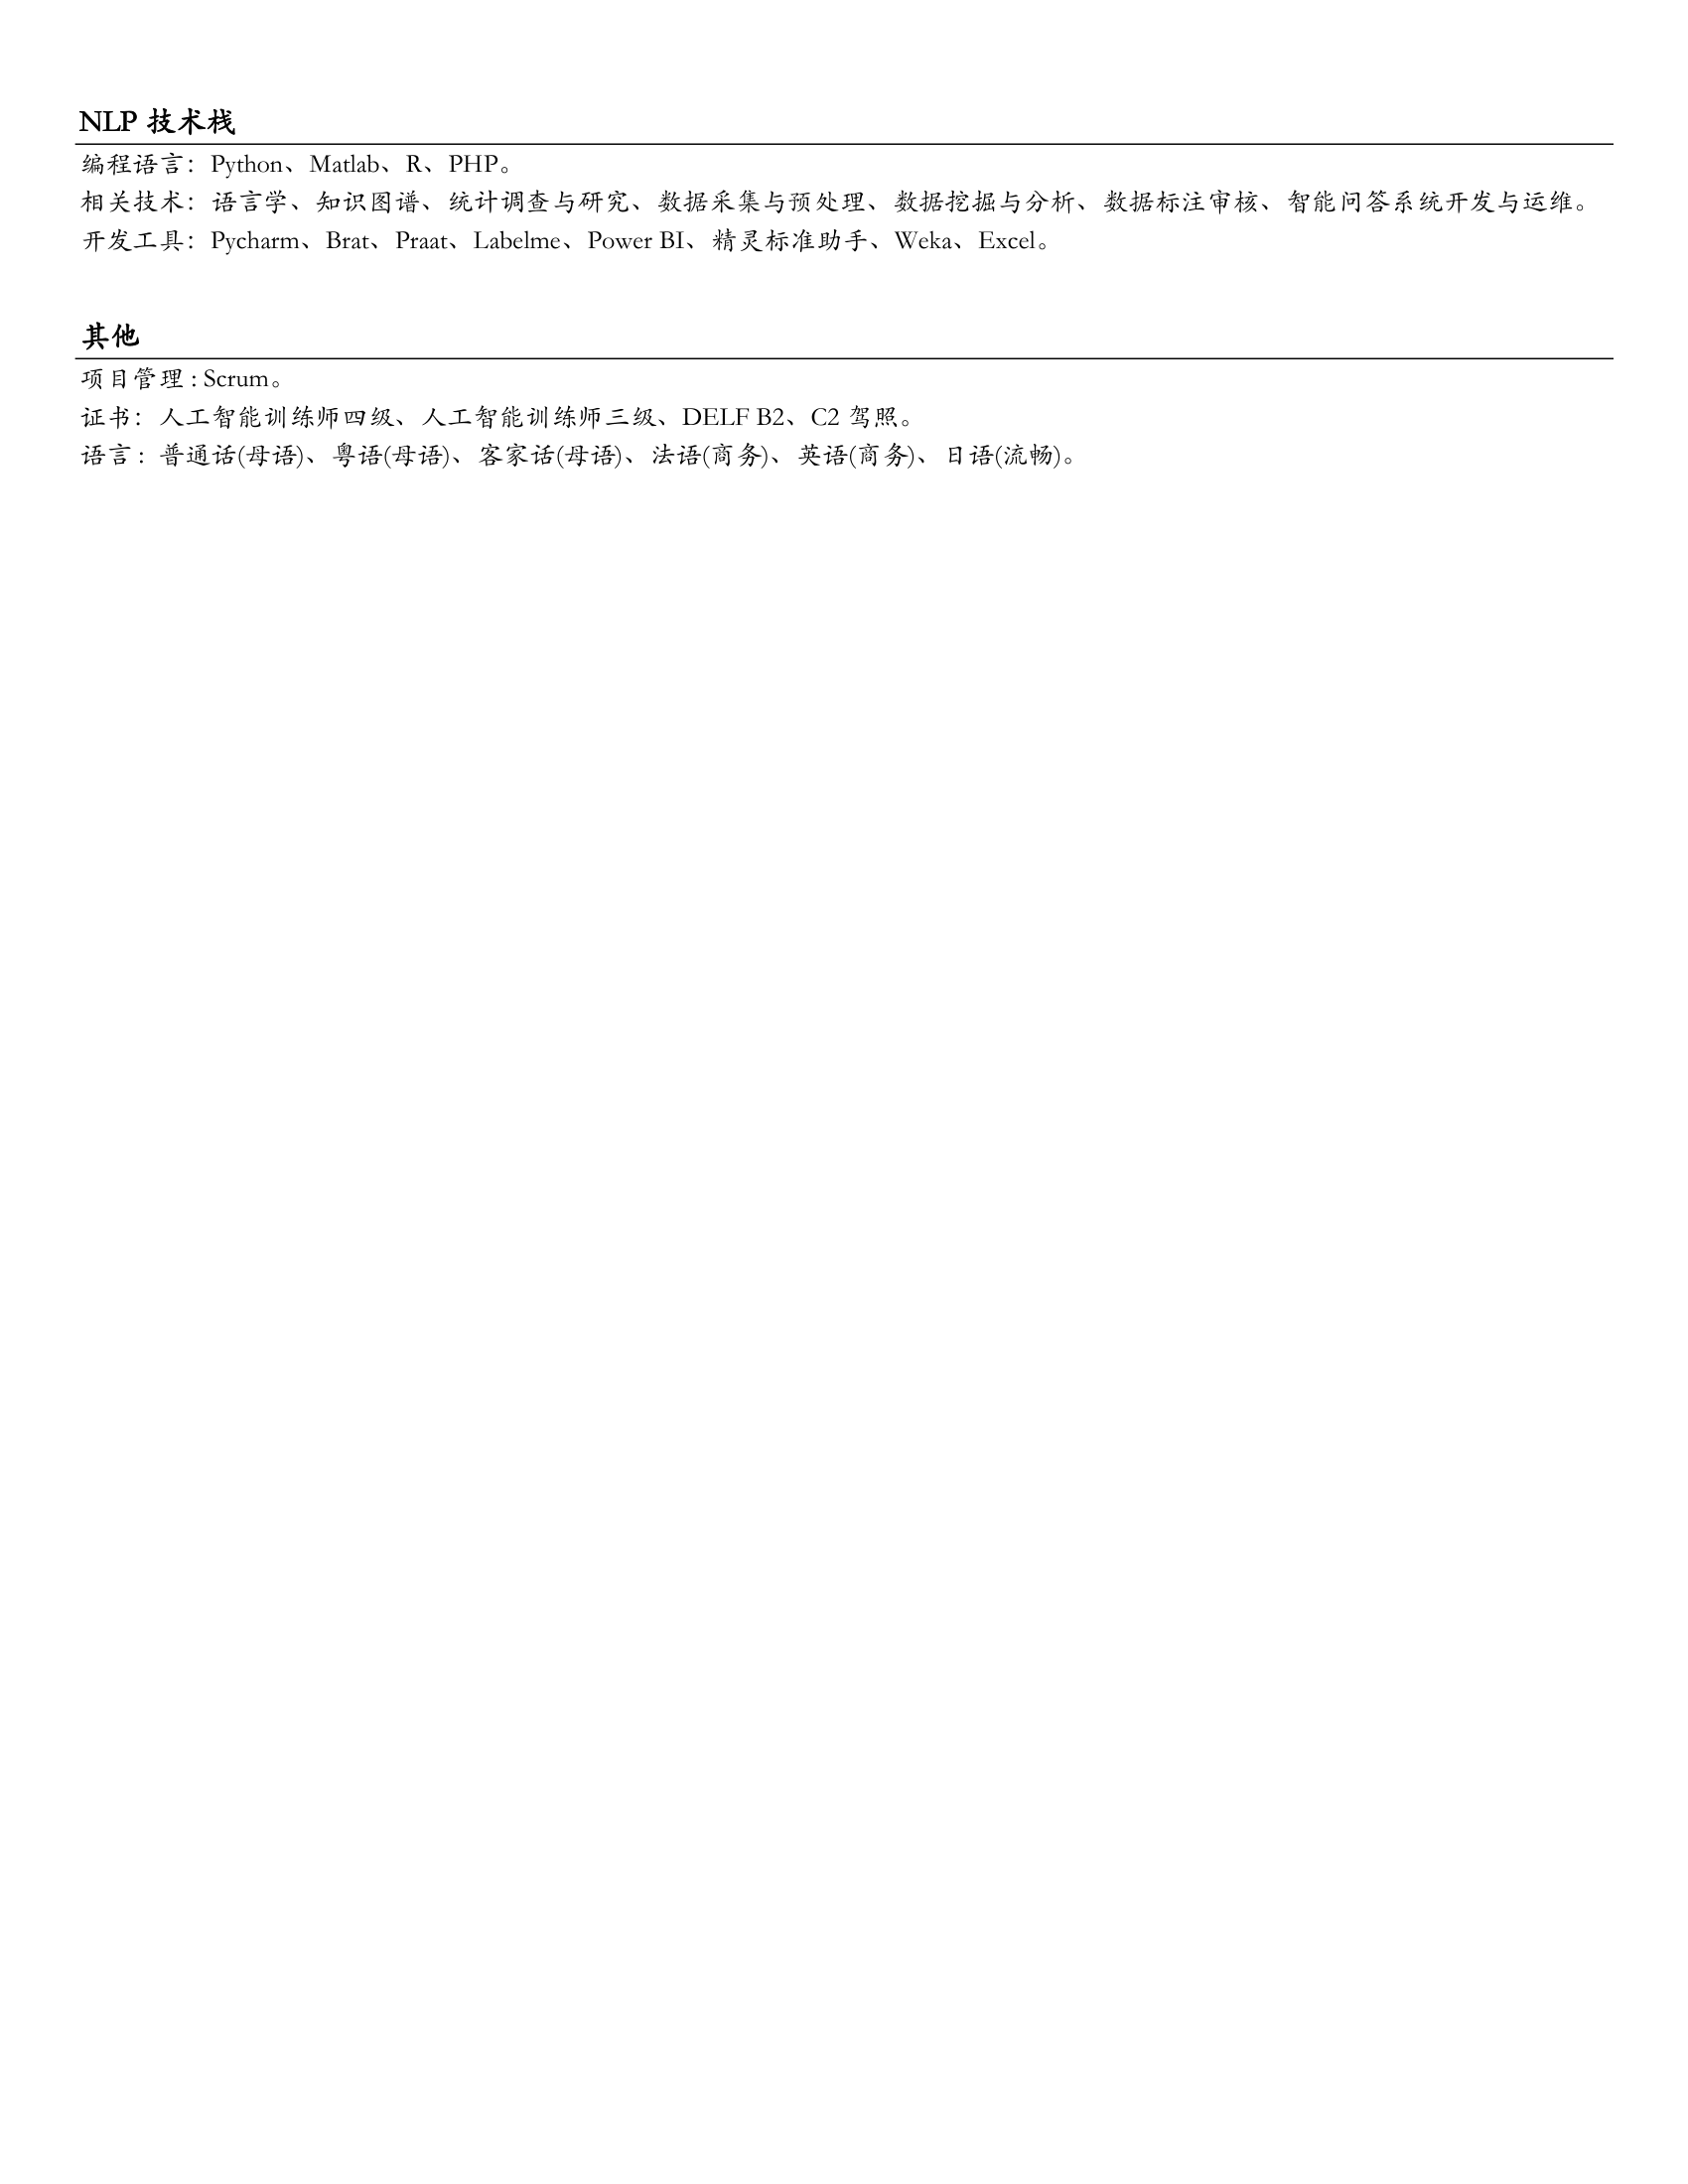 NLP 技术栈
编程语言：Python、Matlab、R、PHP。
相关技术：语言学、知识图谱、统计调查与研究、数据采集与预处理、数据挖掘与分析、数据标注审核、智能问答系统开发与运维。
开发工具：Pycharm、Brat、Praat、Labelme、Power BI、精灵标准助手、Weka、Excel。
其他
项目管理 : Scrum。
证书：人工智能训练师四级、人工智能训练师三级、DELF B2、C2 驾照。
语言：普通话(母语)、粤语(母语)、客家话(母语)、法语(商务)、英语(商务)、日语(流畅)。